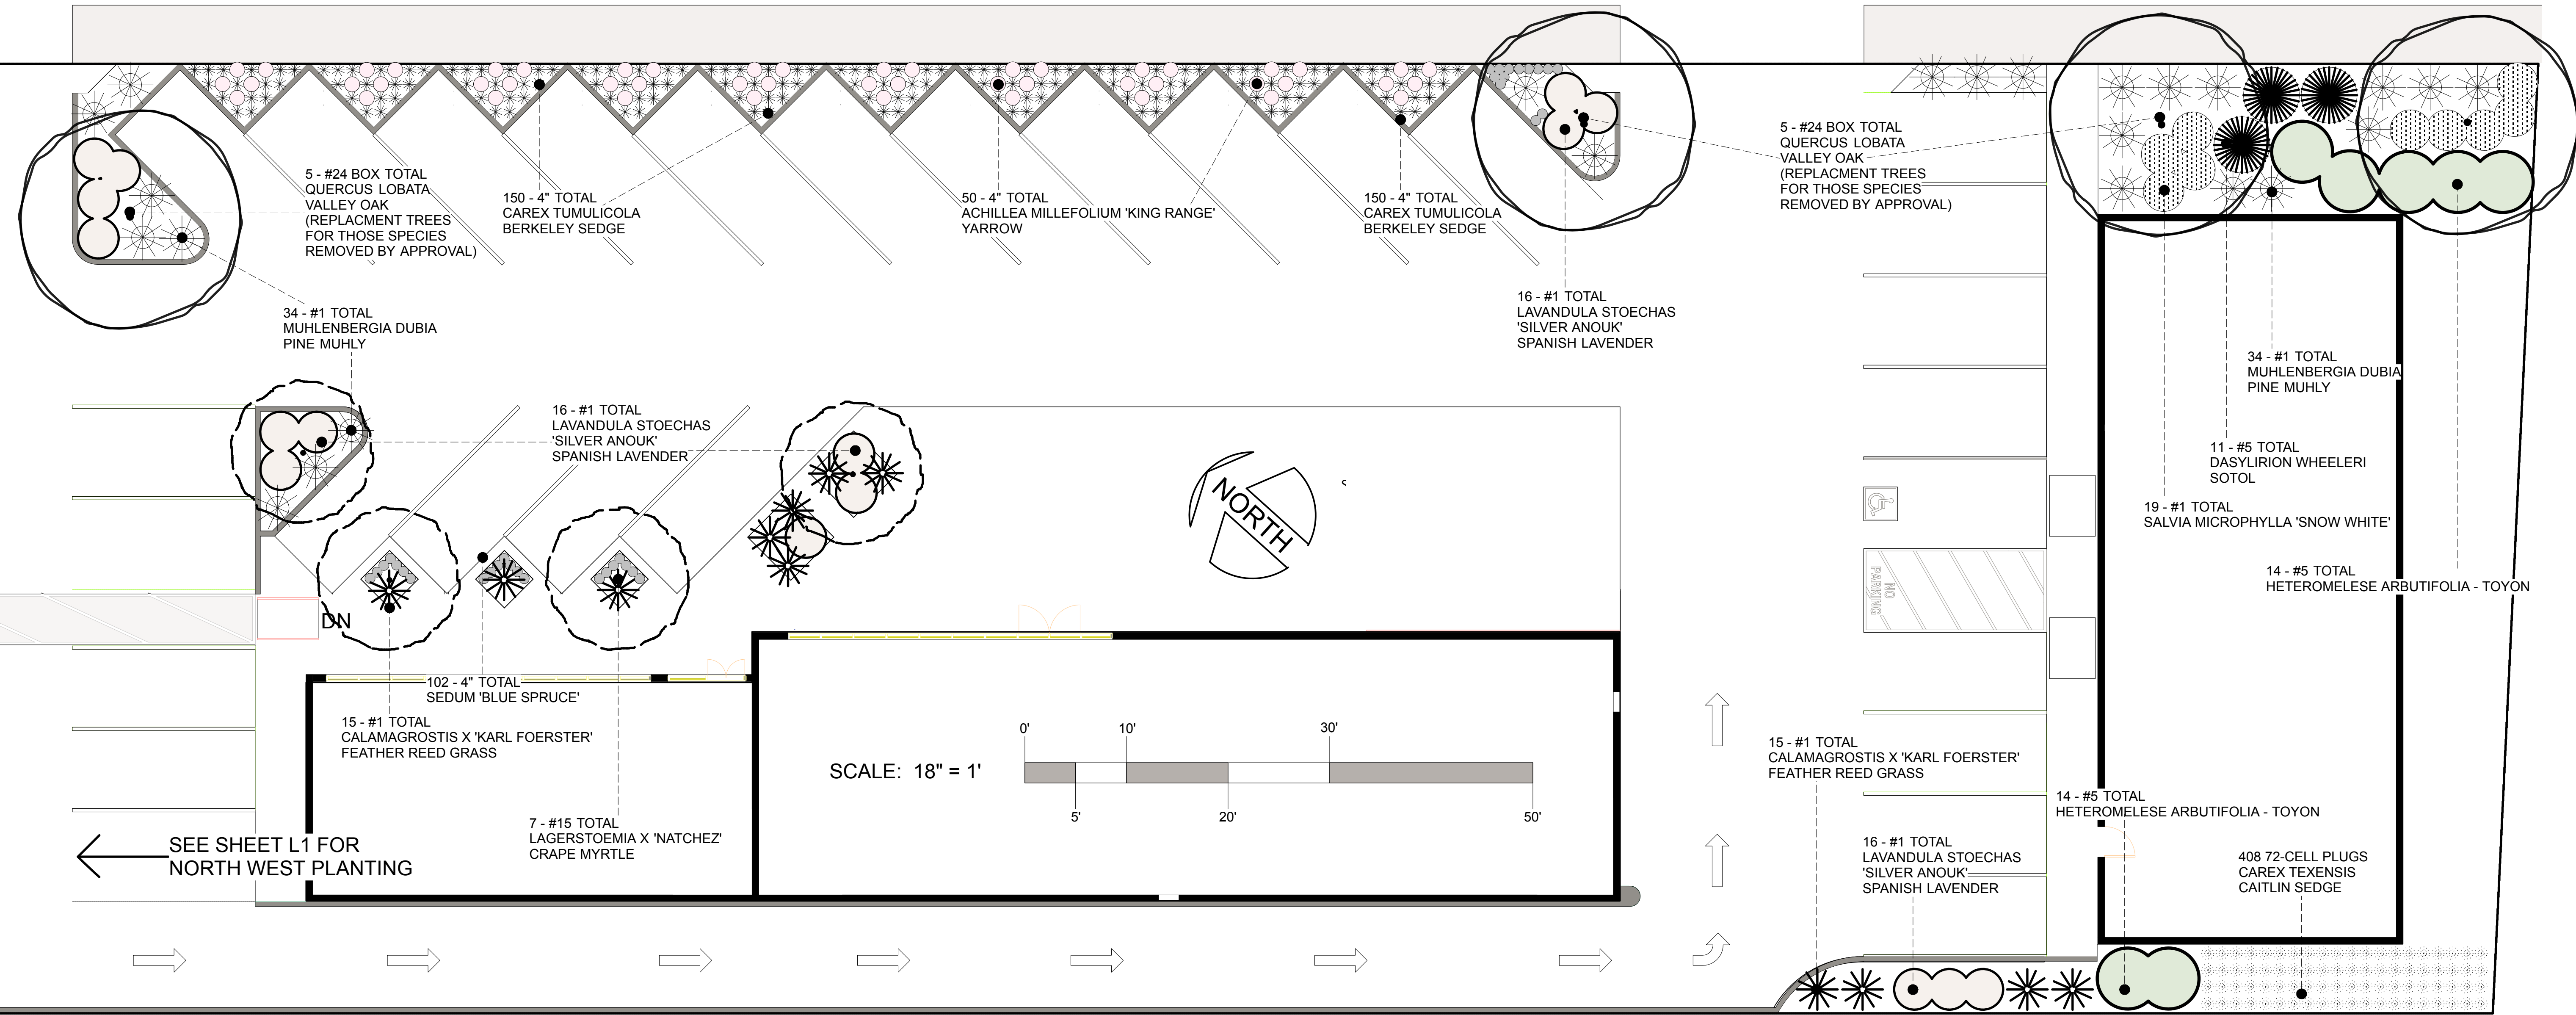 5 - #24 BOX TOTAL
QUERCUS LOBATA
VALLEY OAK
(REPLACMENT TREES
FOR THOSE SPECIES
REMOVED BY APPROVAL)
150 - 4" TOTAL
CAREX TUMULICOLA
BERKELEY SEDGE
50 - 4" TOTAL
ACHILLEA MILLEFOLIUM 'KING RANGE'
YARROW
150 - 4" TOTAL
CAREX TUMULICOLA
BERKELEY SEDGE
5 - #24 BOX TOTAL
QUERCUS LOBATA
VALLEY OAK
(REPLACMENT TREES
FOR THOSE SPECIES
REMOVED BY APPROVAL)
34 - #1 TOTAL
MUHLENBERGIA DUBIA
PINE MUHLY
16 - #1 TOTAL
LAVANDULA STOECHAS
'SILVER ANOUK'
SPANISH LAVENDER
34 - #1 TOTAL
MUHLENBERGIA DUBIA
PINE MUHLY
16 - #1 TOTAL
LAVANDULA STOECHAS
'SILVER ANOUK'
SPANISH LAVENDER
11 - #5 TOTAL
DASYLIRION WHEELERI
SOTOL
NORTH
19 - #1 TOTAL
SALVIA MICROPHYLLA 'SNOW WHITE'
14 - #5 TOTAL
HETEROMELESE ARBUTIFOLIA - TOYON
NO
PARKING
DN
102 - 4" TOTAL
SEDUM 'BLUE SPRUCE'
15 - #1 TOTAL
CALAMAGROSTIS X 'KARL FOERSTER'
FEATHER REED GRASS
0' 10' 30'
SCALE: 18" = 1'
5' 20' 50'
15 - #1 TOTAL
CALAMAGROSTIS X 'KARL FOERSTER'
FEATHER REED GRASS
14 - #5 TOTAL
HETEROMELESE ARBUTIFOLIA - TOYON
7 - #15 TOTAL
LAGERSTOEMIA X 'NATCHEZ'
CRAPE MYRTLE
SEE SHEET L1 FOR
NORTH WEST PLANTING
16 - #1 TOTAL
LAVANDULA STOECHAS
'SILVER ANOUK'
SPANISH LAVENDER
408 72-CELL PLUGS
CAREX TEXENSIS
CAITLIN SEDGE